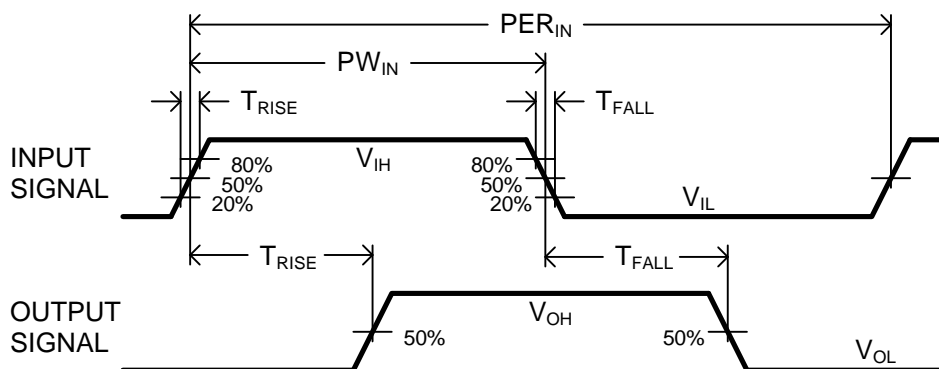 PER_IN
PW_IN
T_RISE
T_FALL
INPUT
SIGNAL
80%
50%
20%
V_IH
80%
50%
20%
V_IL
T_RISE
T_FALL
OUTPUT
SIGNAL
50%
V_OH
50%
V_OL